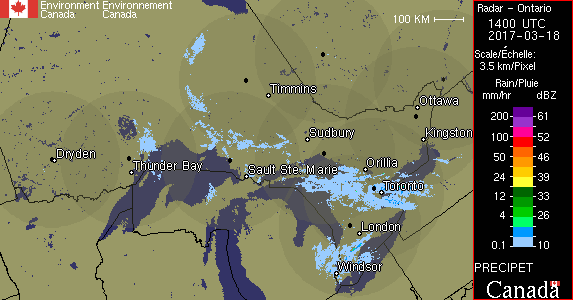 Environment Environnement
Canada Canada
100 KM
Timmins
Ottawa
Sudbury
Kingston
Dryden
Thunder Bay
Sault Ste. Marie
Orillia
Toronto
London
Windsor
Radar - Ontario
1400 UTC
2017-03-18
Scale/Échelle:
3.5 km/Pixel
Rain/Pluie
mm/hr dBZ
200 61
100 52
50 46
24 39
12 33
4 26
0.1 10
PRECIPET
Canada